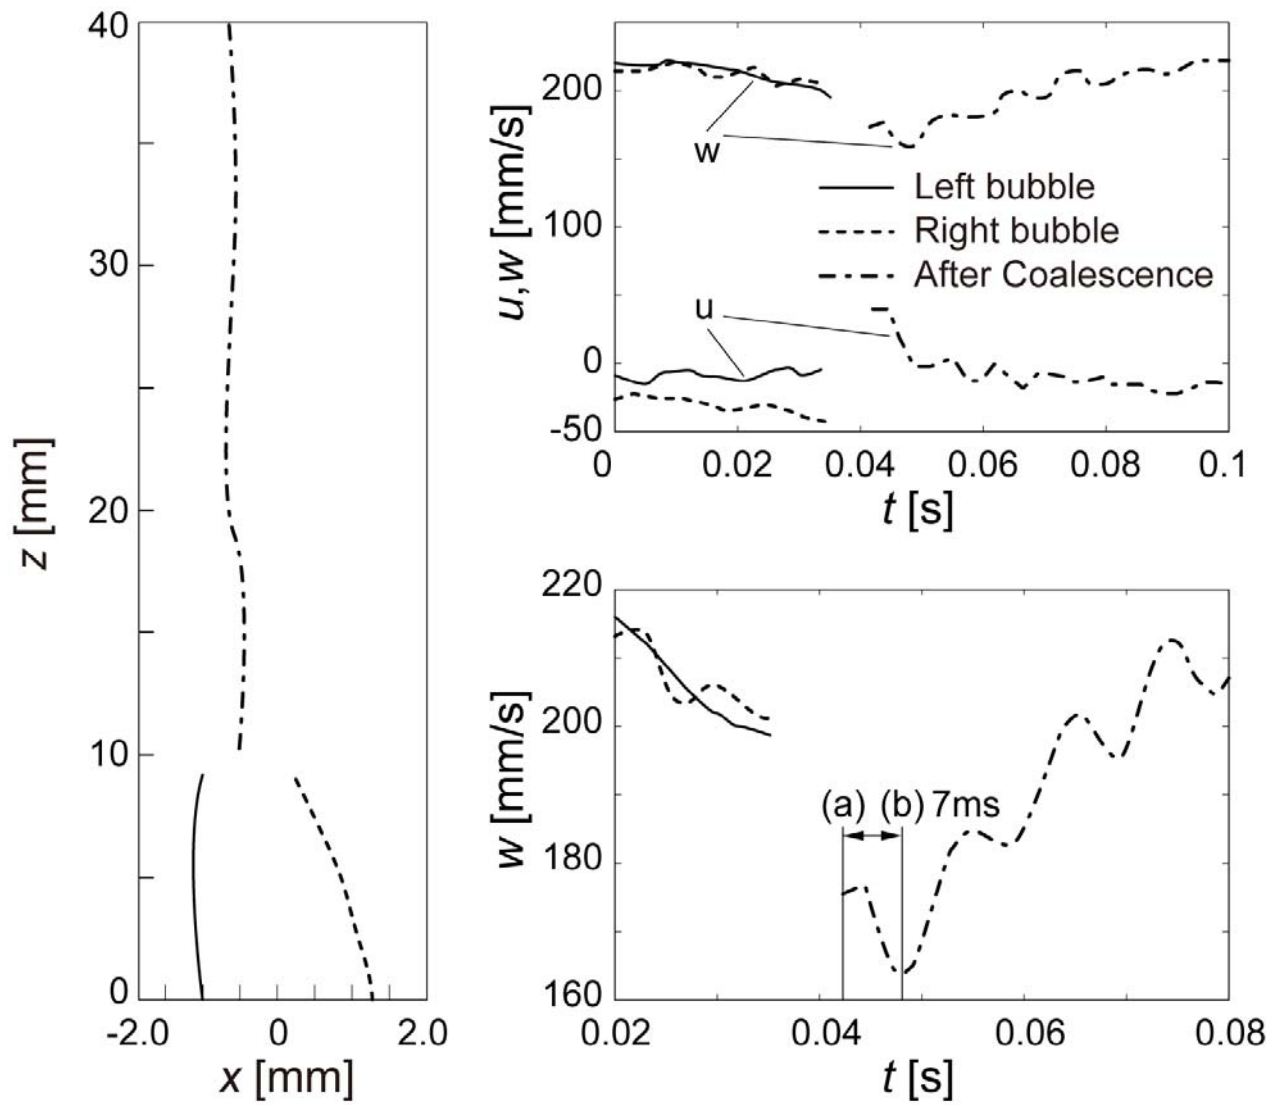 40
30
20
10
0
z [mm]
-2.0
0
2.0
x [mm]
200
100
0
-50
u,w [mm/s]
w
Left bubble
Right bubble
After Coalescence
u
0
0.02
0.04
0.06
0.08
0.1
t [s]
220
200
180
160
w [mm/s]
(a) (b) 7ms
0.02
0.04
0.06
0.08
t [s]